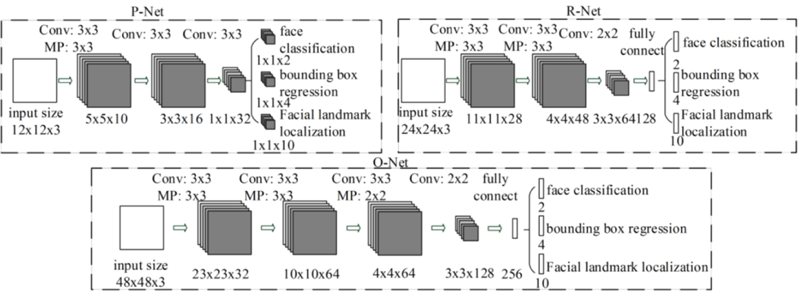 P-Net
Conv: 3x3 Conv: 3x3 Conv: 3x3
MP: 3x3
face
classification
1x1x2
bounding box
regression
1x1x4
Facial landmark
localization
1x1x10
input size
12x12x3
5x5x10
3x3x16
1x1x32
R-Net
Conv: 3x3 Conv: 3x3 Conv: 2x2 fully
MP: 3x3 MP: 3x3 connect
face classification
2
bounding box
regression
4
Facial landmark
localization
10
input size
24x24x3
11x11x28
4x4x48
3x3x64
128
O-Net
Conv: 3x3 Conv: 3x3 Conv: 3x3 Conv: 2x2 fully
MP: 3x3 MP: 3x3 MP: 2x2 connect
face classification
2
bounding box regression
4
Facial landmark localization
10
input size
48x48x3
23x23x32
10x10x64
4x4x64
3x3x128
256